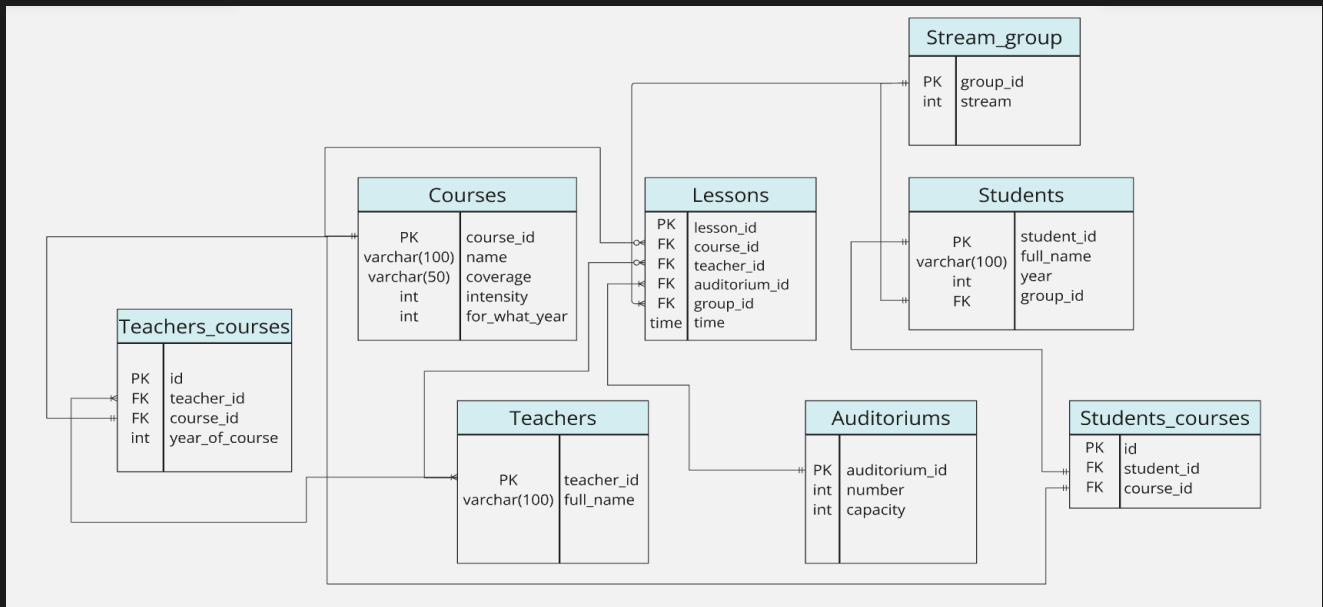 Stream_group
PK group_id
int stream
Courses
PK course_id
varchar(100) name
varchar(50) coverage
int intensity
int for_what_year
Lessons
PK lesson_id
FK course_id
FK teacher_id
FK auditorium_id
FK group_id
time time
Students
PK student_id
varchar(100) full_name
int year
FK group_id
Teachers_courses
PK id
FK teacher_id
FK course_id
int year_of_course
Teachers
PK teacher_id
varchar(100) full_name
Auditoriums
PK auditorium_id
int number
int capacity
Students_courses
PK id
FK student_id
FK course_id